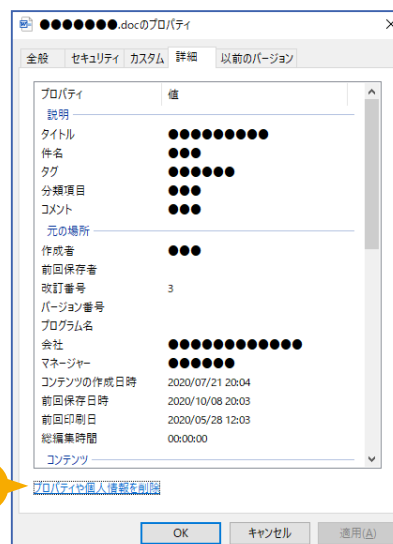 ●●●●●●●.docのプロパティ
全般 セキュリティ カスタム 詳細 以前のバージョン
プロパティ 値
説明
タイトル ●●●●●●●●●
件名 ●●●
タグ ●●●●●●
分類項目 ●●●
コメント ●●●
元の場所
作成者 ●●●
前回保存者
改訂番号 3
バージョン番号
プログラム名
会社 ●●●●●●●●●●●●
マネージャー ●●●●●●
コンテンツの作成日時 2020/07/21 20:04
前回保存日時 2020/10/08 20:03
前回印刷日 2020/05/28 12:03
総編集時間 00:00:00
コンテンツ
プロパティや個人情報を削除
OK キャンセル 適用(A)